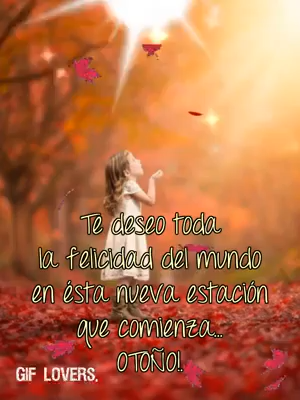 Te deseo toda
la felicidad del mundo
en ésta nueva estación
que comienza...
OTOÑO!.
GIF LOVERS.